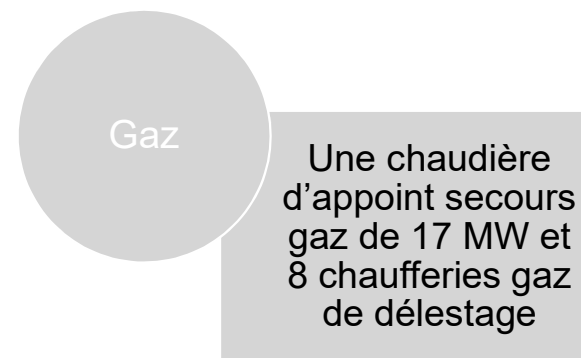 Gaz
Une chaudière
d’appoint secours
gaz de 17 MW et
8 chaufferies gaz
de délestage